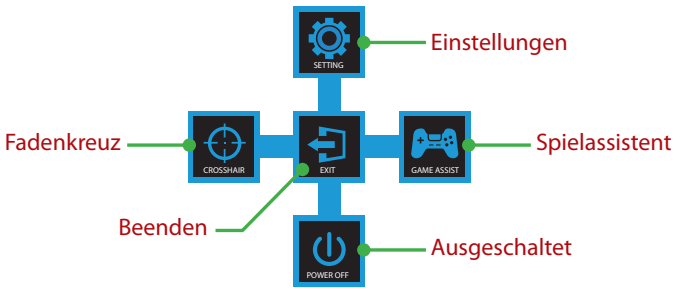 Einstellungen
SETTING
Fadenkreuz
CROSSHAIR
EXIT
GAME ASSIST
Spielassistent
Beenden
Ausgeschaltet
POWER OFF